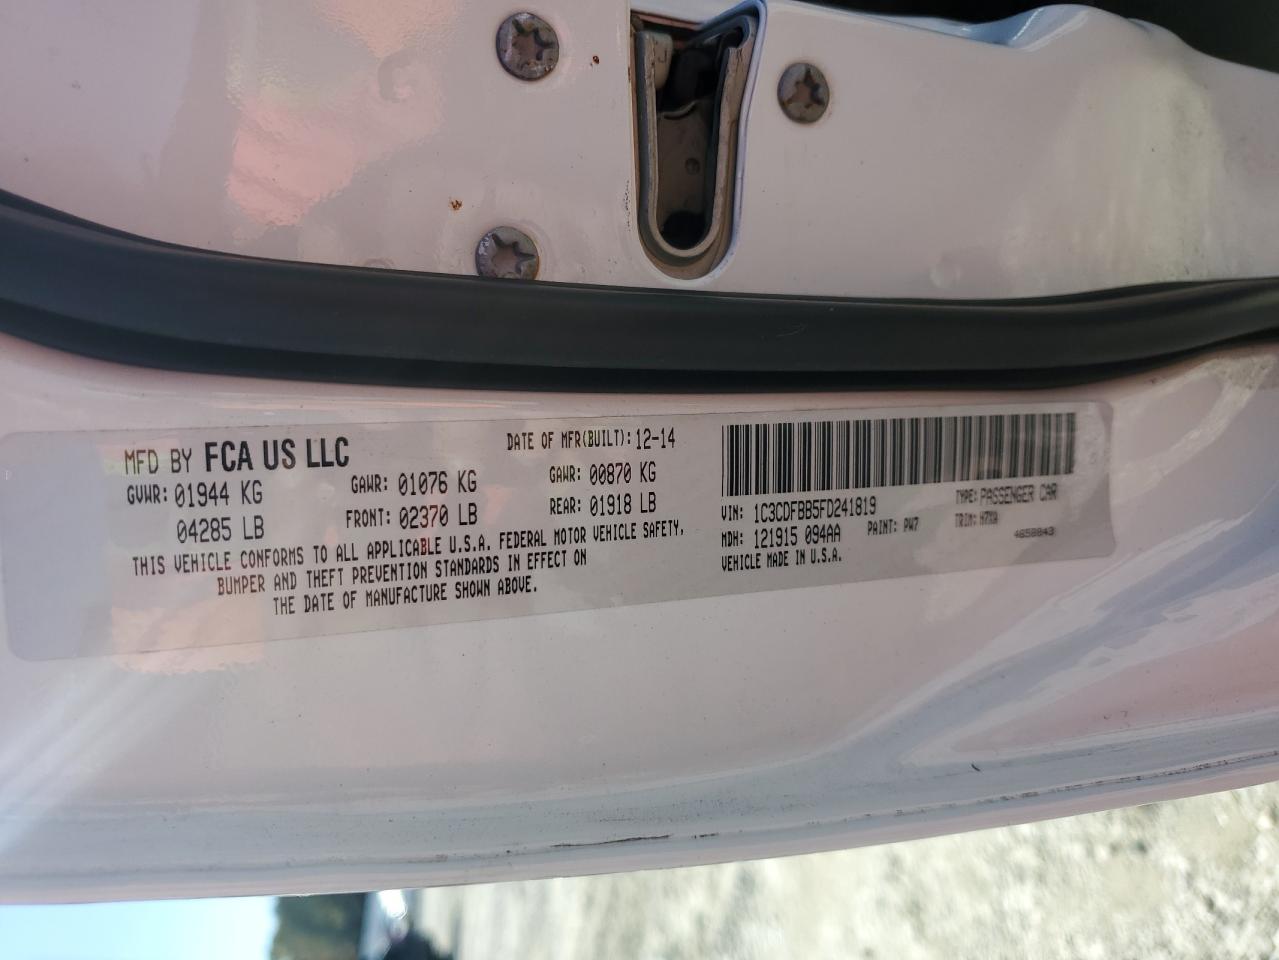 MFD BY FCA US LLC DATE OF MFR(BUILT): 12-14
GVWR: 01944 KG GAWR: 01076 KG GAWR: 00870 KG
04285 LB FRONT: 02370 LB REAR: 01918 LB
THIS VEHICLE CONFORMS TO ALL APPLICABLE U.S.A. FEDERAL MOTOR VEHICLE SAFETY,
BUMPER AND THEFT PREVENTION STANDARDS IN EFFECT ON
THE DATE OF MANUFACTURE SHOWN ABOVE.
VIN: 1C3CDFBB5FD241819 TYPE: PASSENGER CAR
MDH: 121915 094AA PAINT: PW7 TRIM:
VEHICLE MADE IN U.S.A.